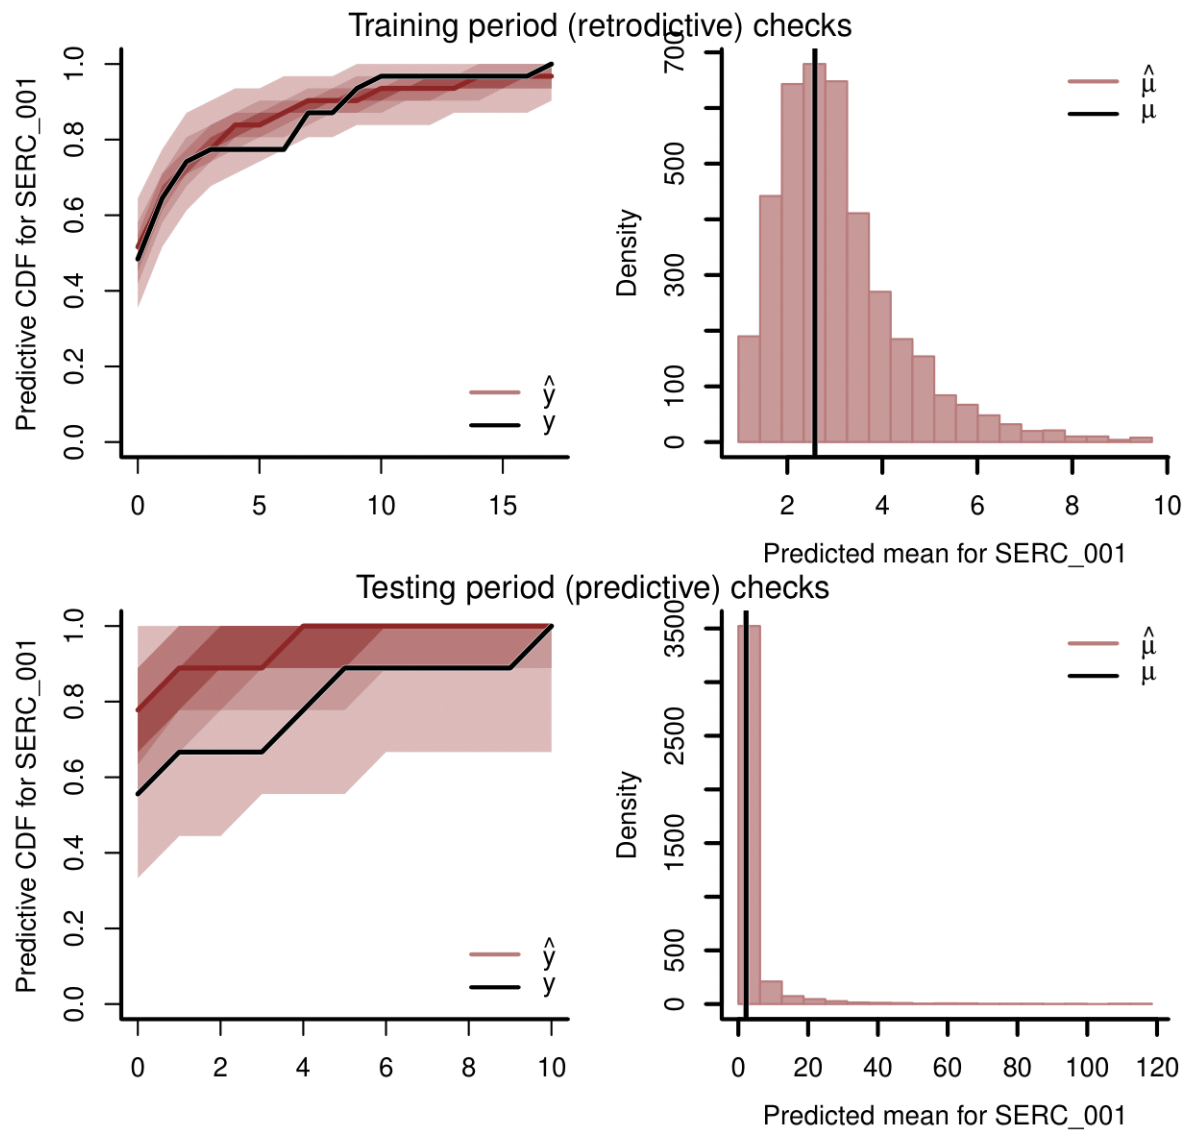 Training period (retrodictive) checks
Predictive CDF for SERC_001
0.0 0.2 0.4 0.6 0.8 1.0
0 5 10 15
ŷ
y
Density
0 100 300 500 700
2 4 6 8 10
Predicted mean for SERC_001
μ̂
μ
Testing period (predictive) checks
Predictive CDF for SERC_001
0.0 0.2 0.4 0.6 0.8 1.0
0 2 4 6 8 10
ŷ
y
Density
0 500 1500 2500 3500
0 20 40 60 80 100 120
Predicted mean for SERC_001
μ̂
μ